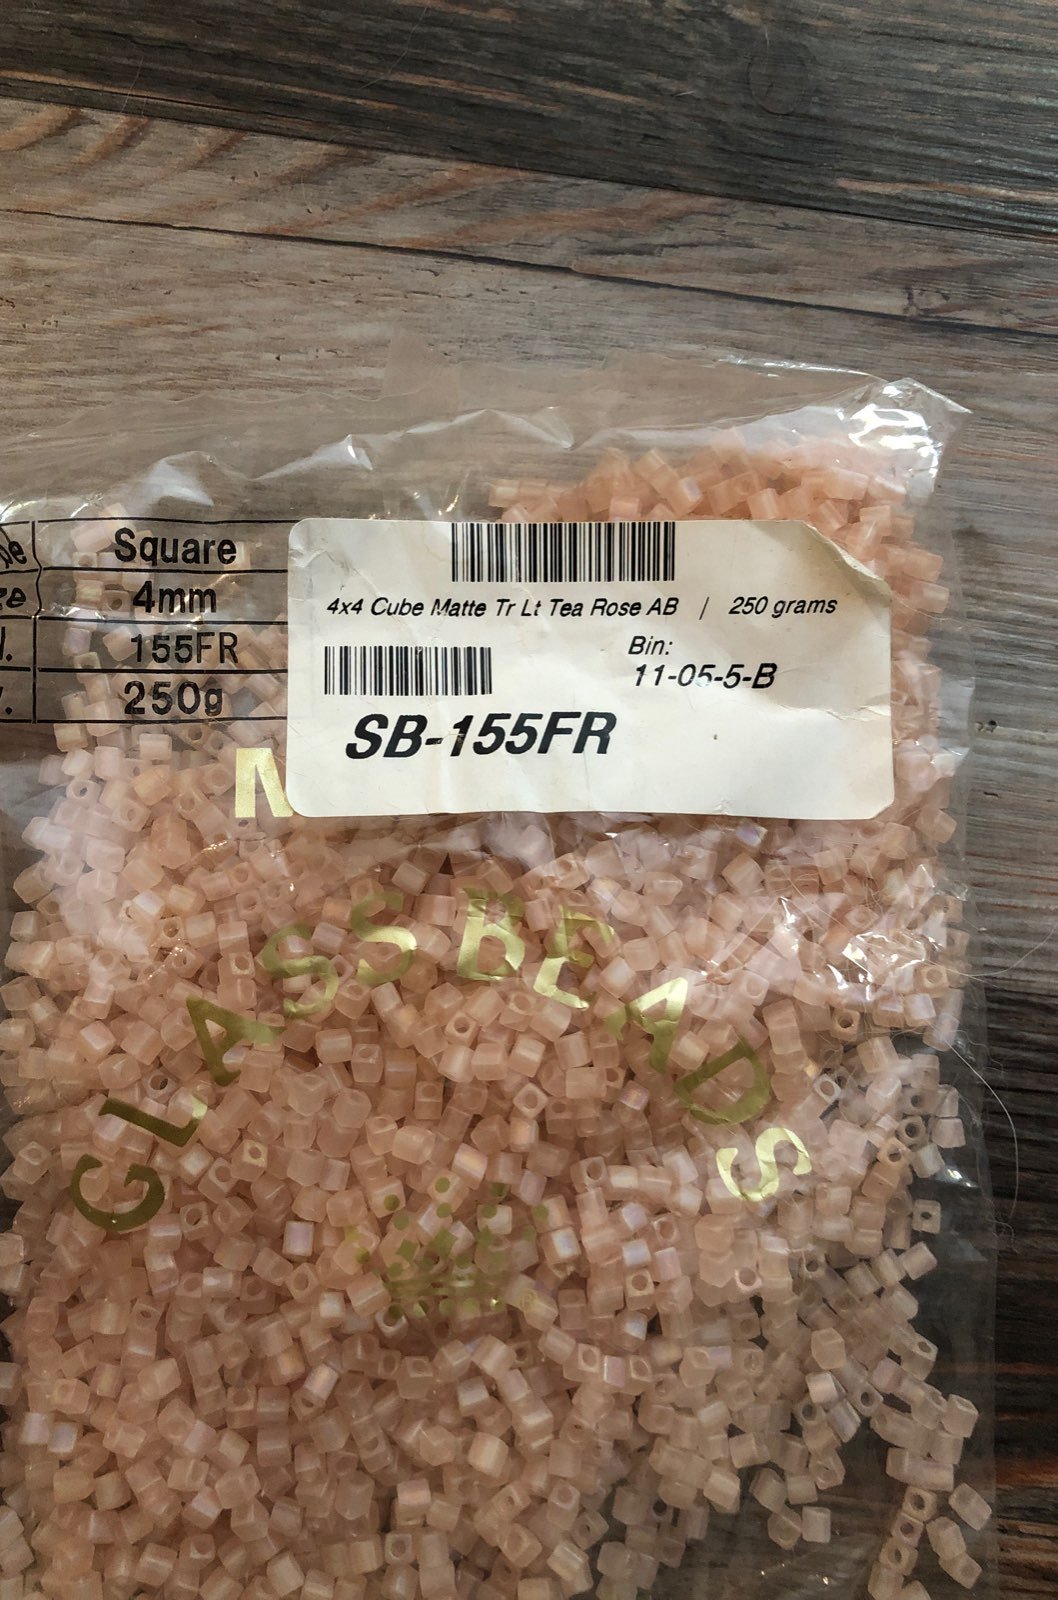 Square
4mm
155FR
250g
4x4 Cube Matte Tr Lt Tea Rose AB / 250 grams
Bin:
11-05-5-B
SB-155FR
M
GLASS BEADS